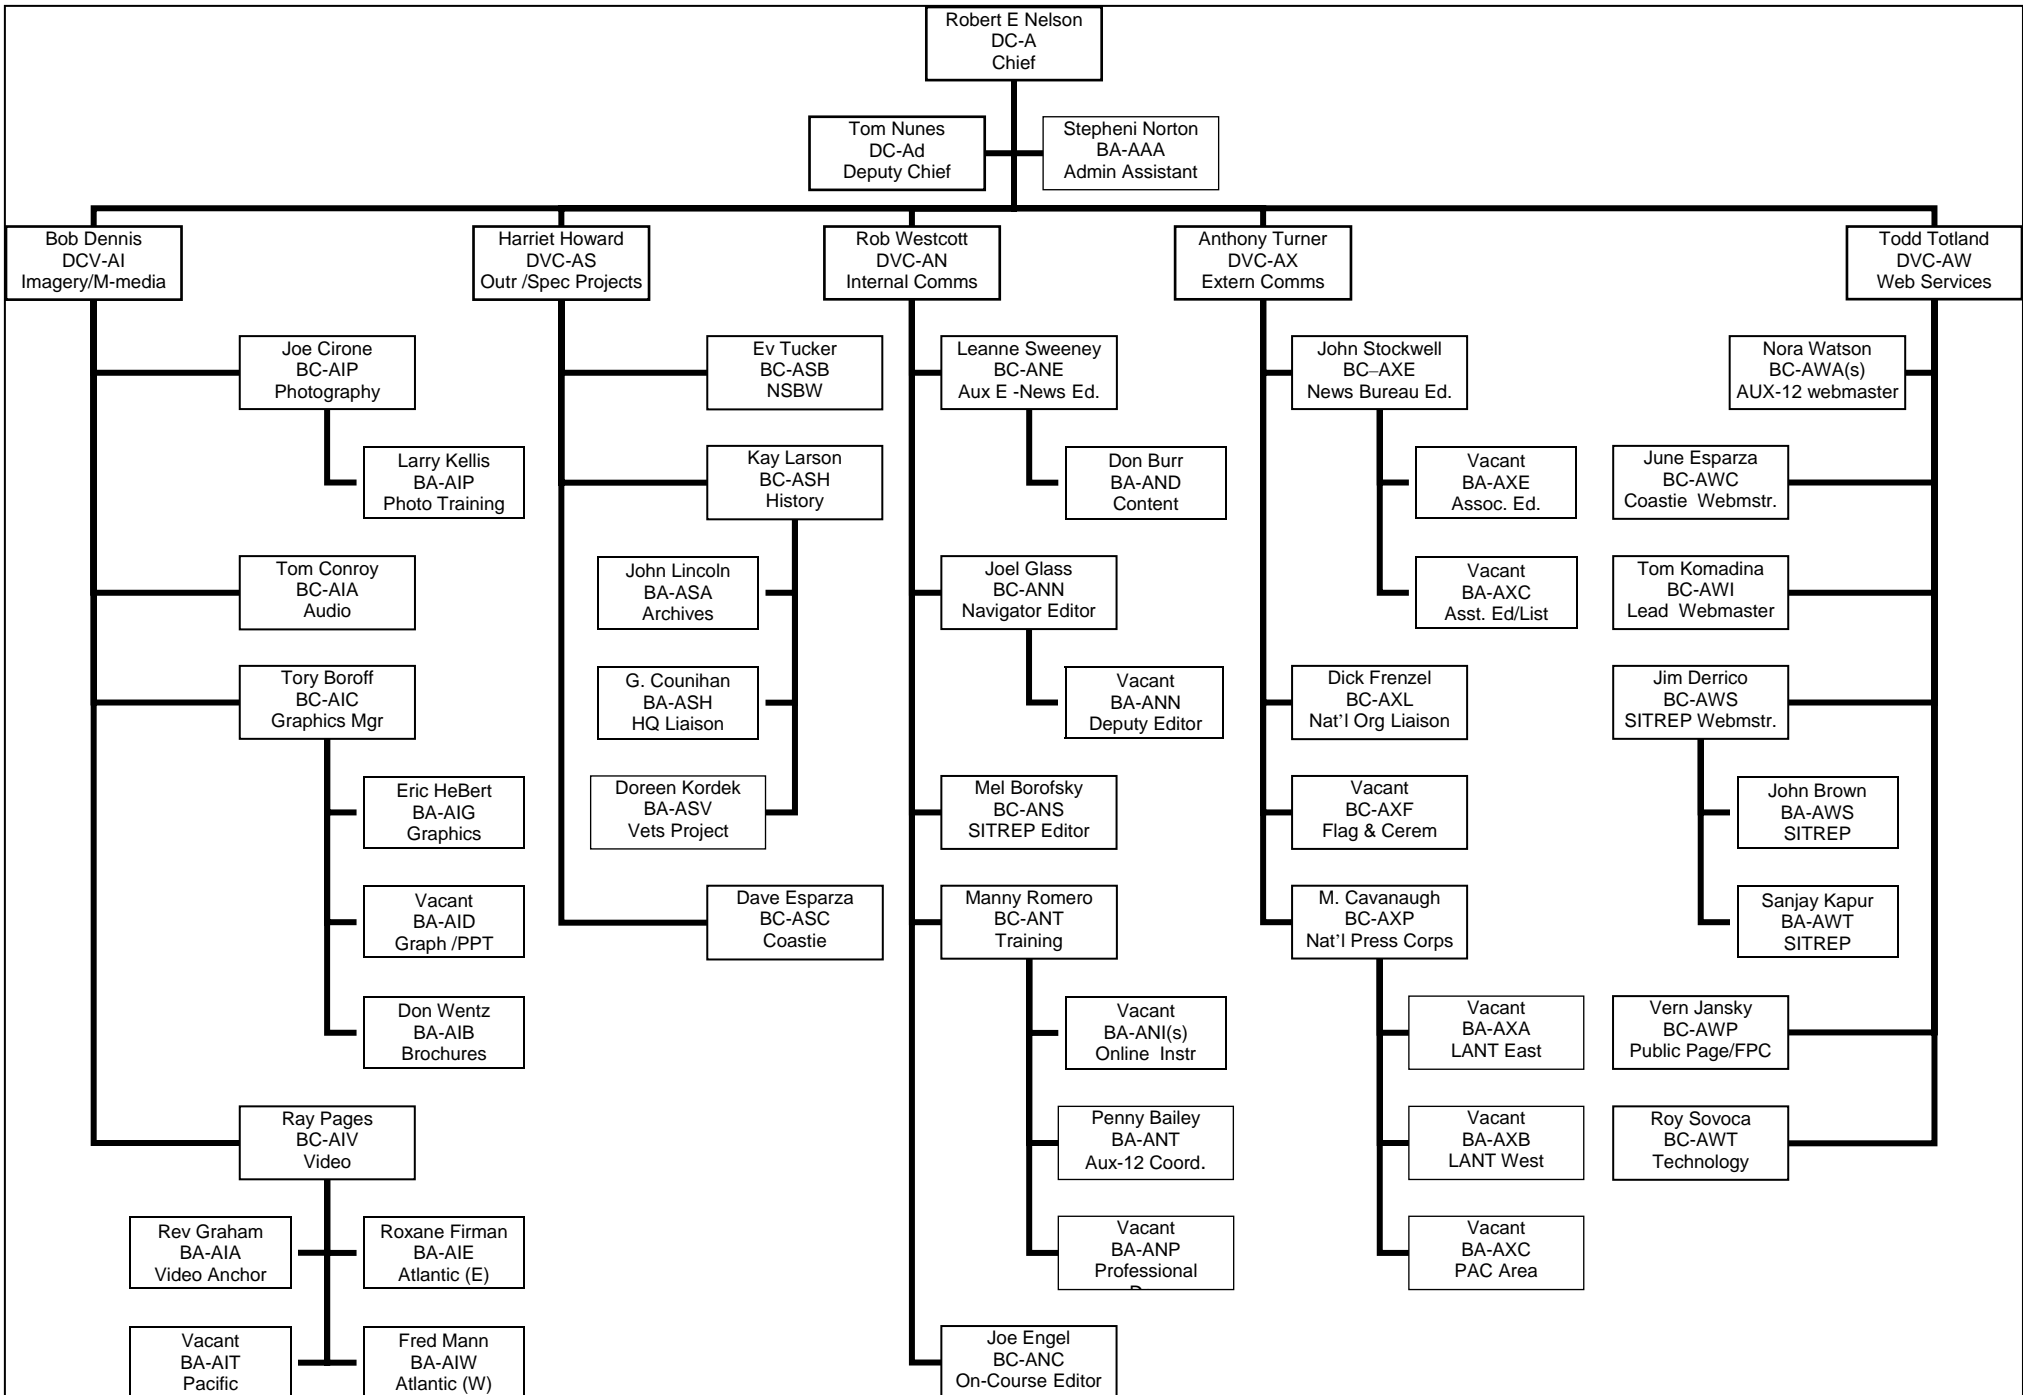 Robert E Nelson
DC-A
Chief
Tom Nunes
DC-Ad
Deputy Chief
Stepheni Norton
BA-AAA
Admin Assistant
Bob Dennis
DCV-AI
Imagery/M-media
Harriet Howard
DVC-AS
Outr /Spec Projects
Rob Westcott
DVC-AN
Internal Comms
Anthony Turner
DVC-AX
Extern Comms
Todd Totland
DVC-AW
Web Services
Joe Cirone
BC-AIP
Photography
Larry Kellis
BA-AIP
Photo Training
Tom Conroy
BC-AIA
Audio
Tory Boroff
BC-AIC
Graphics Mgr
Eric HeBert
BA-AIG
Graphics
Vacant
BA-AID
Graph /PPT
Don Wentz
BA-AIB
Brochures
Ray Pages
BC-AIV
Video
Rev Graham
BA-AIA
Video Anchor
Roxane Firman
BA-AIE
Atlantic (E)
Vacant
BA-AIT
Pacific
Fred Mann
BA-AIW
Atlantic (W)
Ev Tucker
BC-ASB
NSBW
Kay Larson
BC-ASH
History
John Lincoln
BA-ASA
Archives
G. Counihan
BA-ASH
HQ Liaison
Doreen Kordek
BA-ASV
Vets Project
Dave Esparza
BC-ASC
Coastie
Leanne Sweeney
BC-ANE
Aux E -News Ed.
Don Burr
BA-AND
Content
Joel Glass
BC-ANN
Navigator Editor
Vacant
BA-ANN
Deputy Editor
Mel Borofsky
BC-ANS
SITREP Editor
Manny Romero
BC-ANT
Training
Vacant
BA-ANI(s)
Online Instr
Penny Bailey
BA-ANT
Aux-12 Coord.
Vacant
BA-ANP
Professional
Joe Engel
BC-ANC
On-Course Editor
John Stockwell
BC–AXE
News Bureau Ed.
Vacant
BA-AXE
Assoc. Ed.
Vacant
BA-AXC
Asst. Ed/List
Dick Frenzel
BC-AXL
Nat'l Org Liaison
Vacant
BC-AXF
Flag & Cerem
M. Cavanaugh
BC-AXP
Nat'l Press Corps
Vacant
BA-AXA
LANT East
Vacant
BA-AXB
LANT West
Vacant
BA-AXC
PAC Area
Nora Watson
BC-AWA(s)
AUX-12 webmaster
June Esparza
BC-AWC
Coastie Webmstr.
Tom Komadina
BC-AWI
Lead Webmaster
Jim Derrico
BC-AWS
SITREP Webmstr.
John Brown
BA-AWS
SITREP
Sanjay Kapur
BA-AWT
SITREP
Vern Jansky
BC-AWP
Public Page/FPC
Roy Sovoca
BC-AWT
Technology